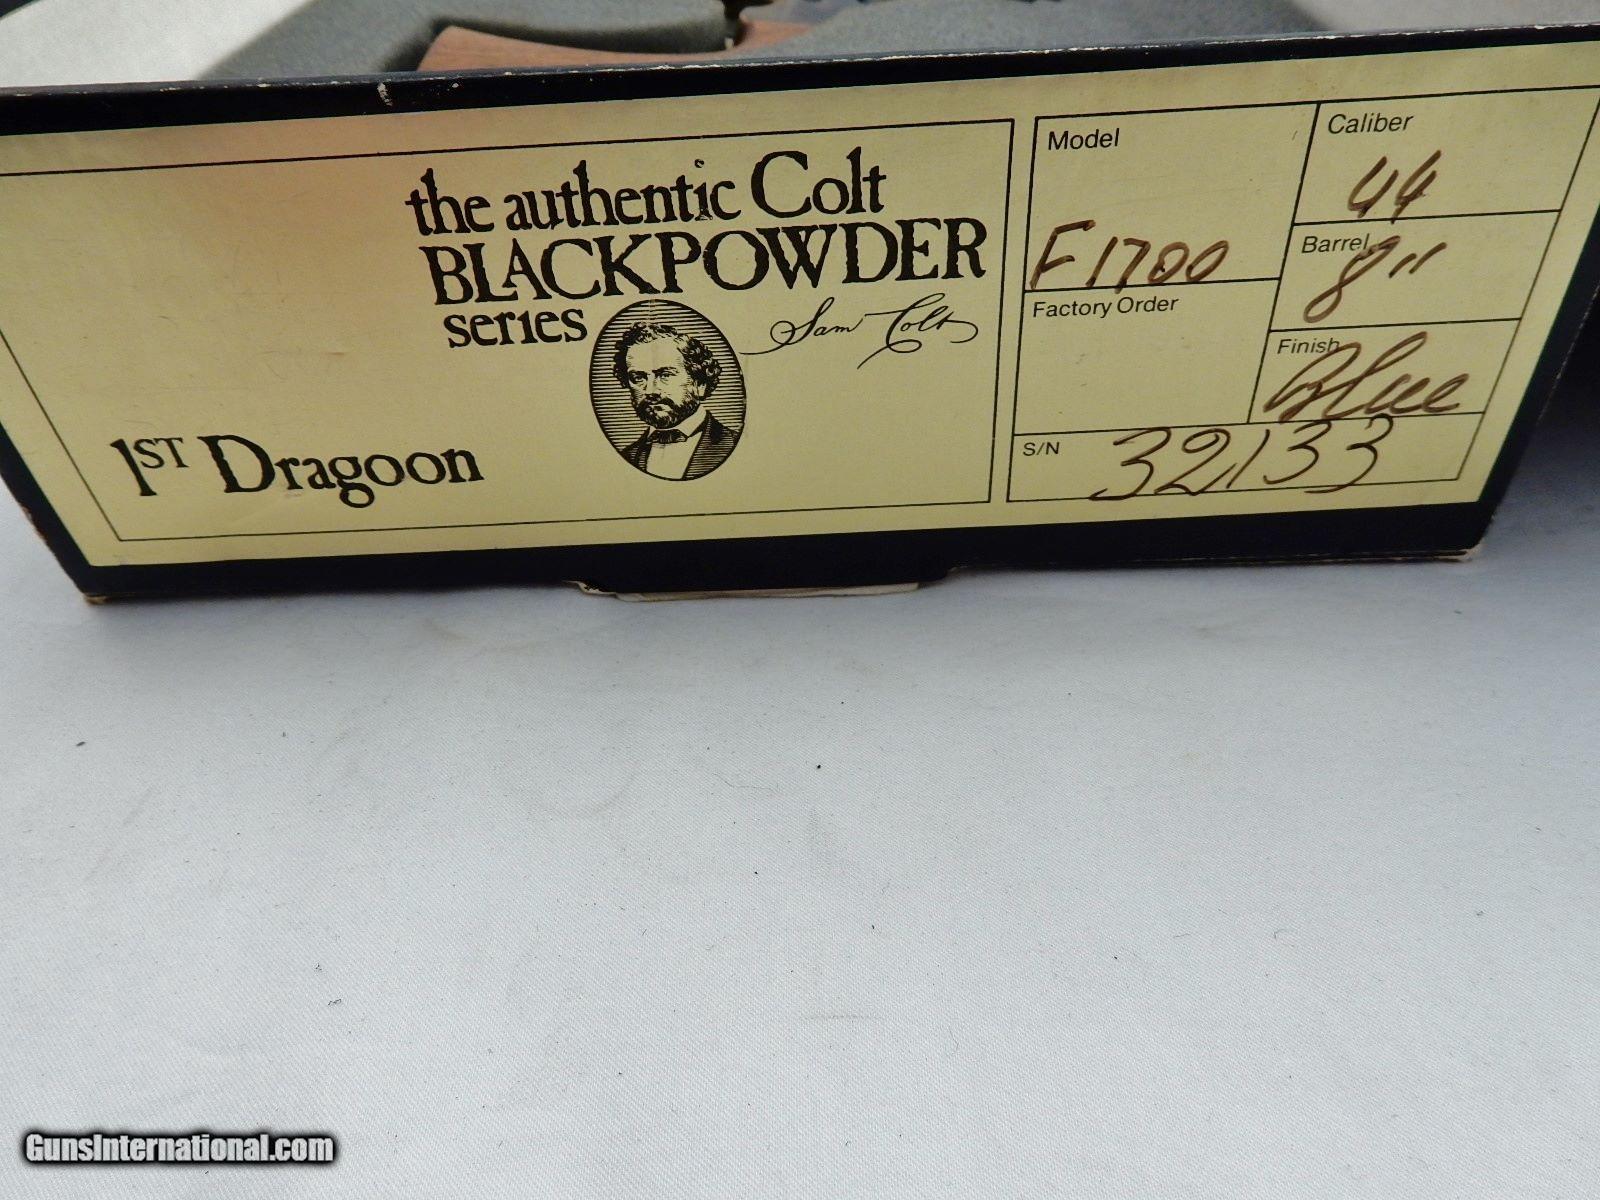 the authentic Colt
BLACKPOWDER
series
Sam Colt
1ST Dragoon
Model
F1700
Caliber
44
Barrel
8"
Factory Order
Finish
Blue
S/N
32133
GunsInternational.com